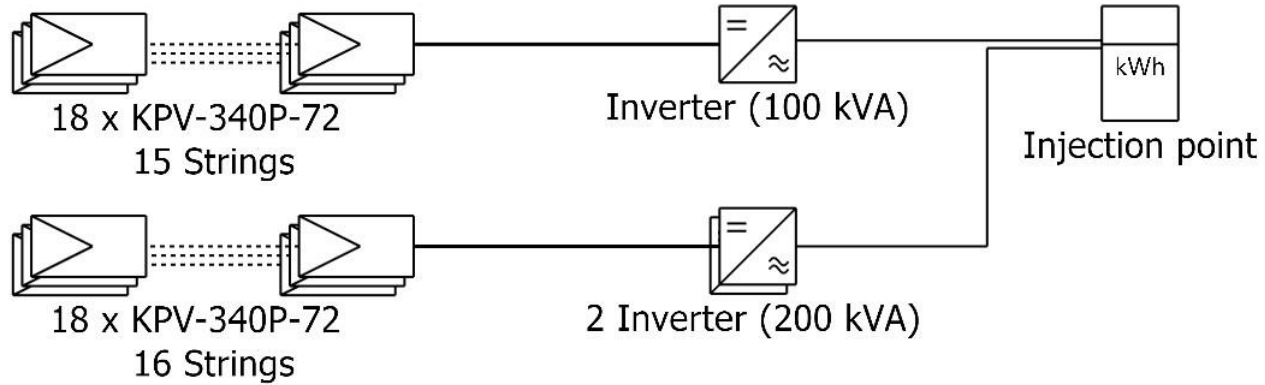 18 x KPV-340P-72
15 Strings
Inverter (100 kVA)
kWh
Injection point
18 x KPV-340P-72
16 Strings
2 Inverter (200 kVA)